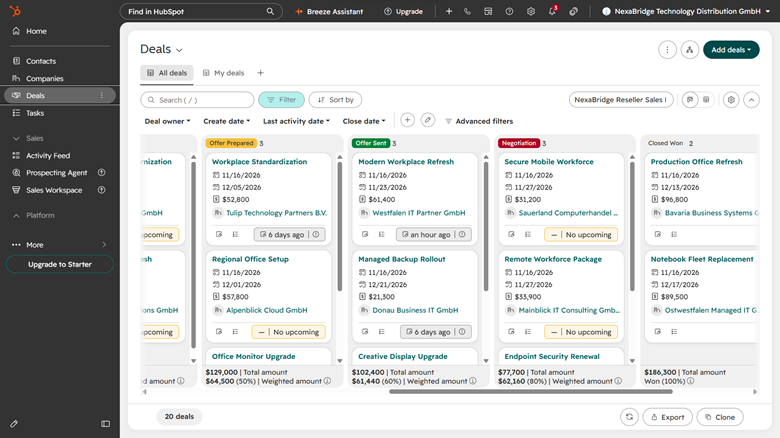 Find in HubSpot
Breeze Assistant
Upgrade
3
NexaBridge Technology Distribution GmbH
Home
Contacts
Companies
Deals
Tasks
Sales
Activity Feed
Prospecting Agent
Sales Workspace
Platform
More
Upgrade to Starter
Deals
Add deals
All deals
My deals
Search ( / )
Filter
Sort by
NexaBridge Reseller Sales
Deal owner
Create date
Last activity date
Close date
Advanced filters
GmbH
upcoming
ons GmbH
upcoming
ed amount
Offer Prepared 3
Workplace Standardization
11/16/2026
12/05/2026
$52,800
Tulip Technology Partners B.V.
6 days ago
Regional Office Setup
11/16/2026
12/01/2026
$57,800
Alpenblick Cloud GmbH
-- | No upcoming
Office Monitor Upgrade
$129,000 | Total amount
$64,500 (50%) | Weighted amount
Offer Sent 3
Modern Workplace Refresh
11/16/2026
11/23/2026
$61,400
Westfalen IT Partner GmbH
an hour ago
Managed Backup Rollout
11/16/2026
12/21/2026
$21,300
Donau Business IT GmbH
6 days ago
Creative Display Upgrade
$102,400 | Total amount
$61,440 (60%) | Weighted amount
Negotiation 3
Secure Mobile Workforce
11/16/2026
11/27/2026
$31,200
Sauerland Computerhandel ...
-- | No upcoming
Remote Workforce Package
11/16/2026
11/27/2026
$33,900
Mainblick IT Consulting Gmb...
-- | No upcoming
Endpoint Security Renewal
$77,700 | Total amount
$62,160 (80%) | Weighted amount
Closed Won 2
Production Office Refresh
11/16/2026
12/13/2026
$96,800
Bavaria Business Systems G
Notebook Fleet Replacement
11/16/2026
12/17/2026
$89,500
Ostwestfalen Managed IT G
$186,300 | Total amount
Won (100%)
20 deals
Export
Clone